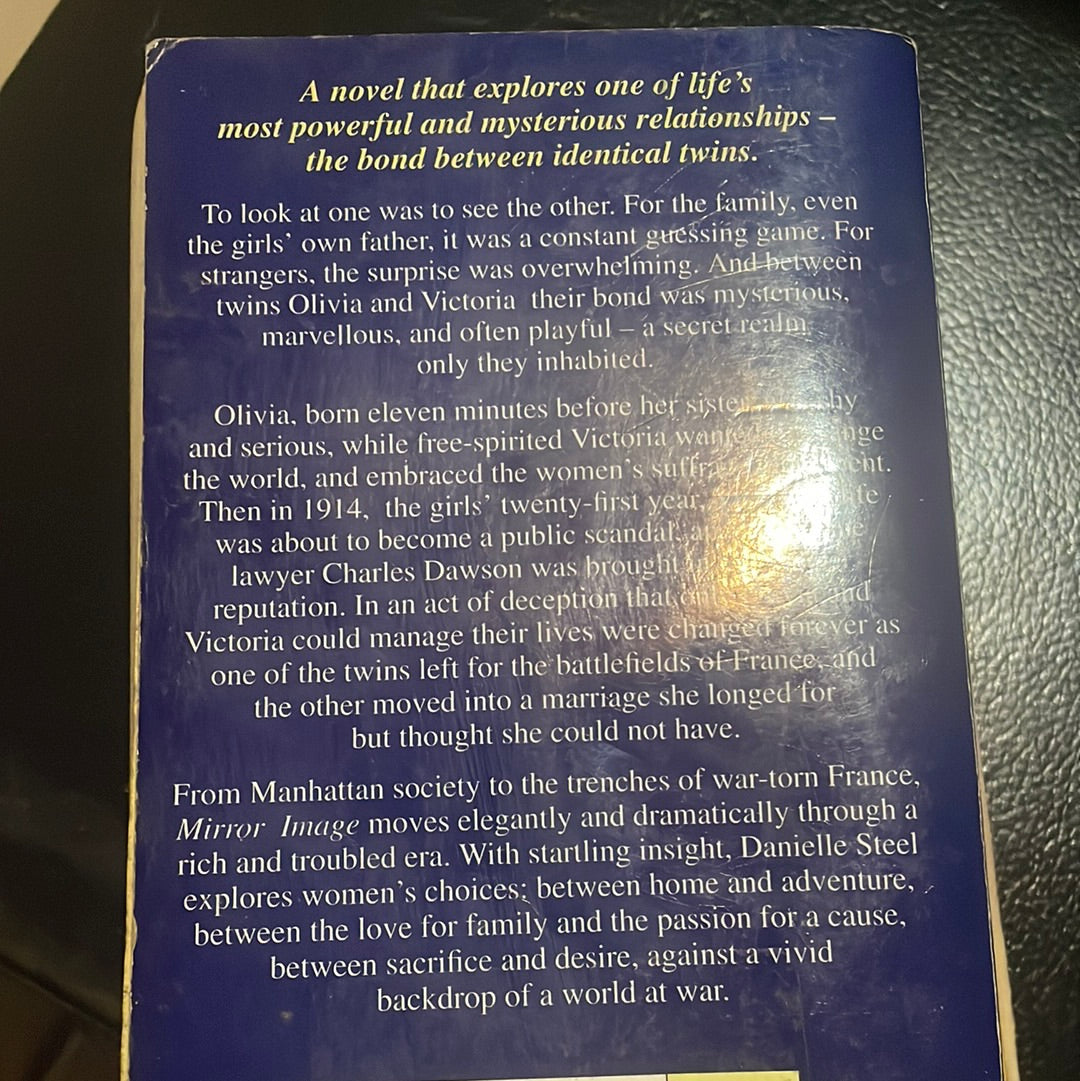 A novel that explores one of life's
most powerful and mysterious relationships –
the bond between identical twins.
To look at one was to see the other. For the family, even
the girls' own father, it was a constant guessing game. For
strangers, the surprise was overwhelming. And between
twins Olivia and Victoria their bond was mysterious,
marvellous, and often playful – a secret realm
only they inhabited.
Olivia, born eleven minutes before her sister
and serious, while free-spirited Victoria wanted
the world, and embraced the women's
Then in 1914, the girls' twenty-first year,
was about to become a public scandal,
lawyer Charles Dawson was brought
reputation. In an act of deception that
Victoria could manage their lives were changed forever as
one of the twins left for the battlefields of France, and
the other moved into a marriage she longed for
but thought she could not have.
From Manhattan society to the trenches of war-torn France,
Mirror Image moves elegantly and dramatically through a
rich and troubled era. With startling insight, Danielle Steel
explores women's choices; between home and adventure,
between the love for family and the passion for a cause,
between sacrifice and desire, against a vivid
backdrop of a world at war.